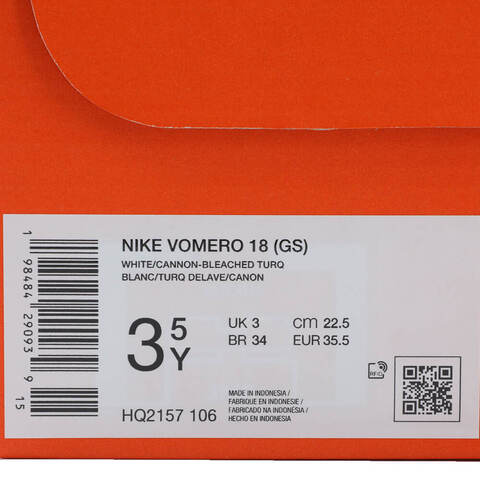 NIKE VOMERO 18 (GS)
WHITE/CANNON-BLEACHED TURQ
BLANC/TURQ DELAVE/CANON
3 5 Y
UK 3 cm 22.5
BR 34 EUR 35.5
RFID
HQ2157 106
MADE IN INDONESIA /
FABRIQUE EN INDONESIE /
FABRICADO NA INDONESIA /
HECHO EN INDONESIA
1 98484 29093 9 15